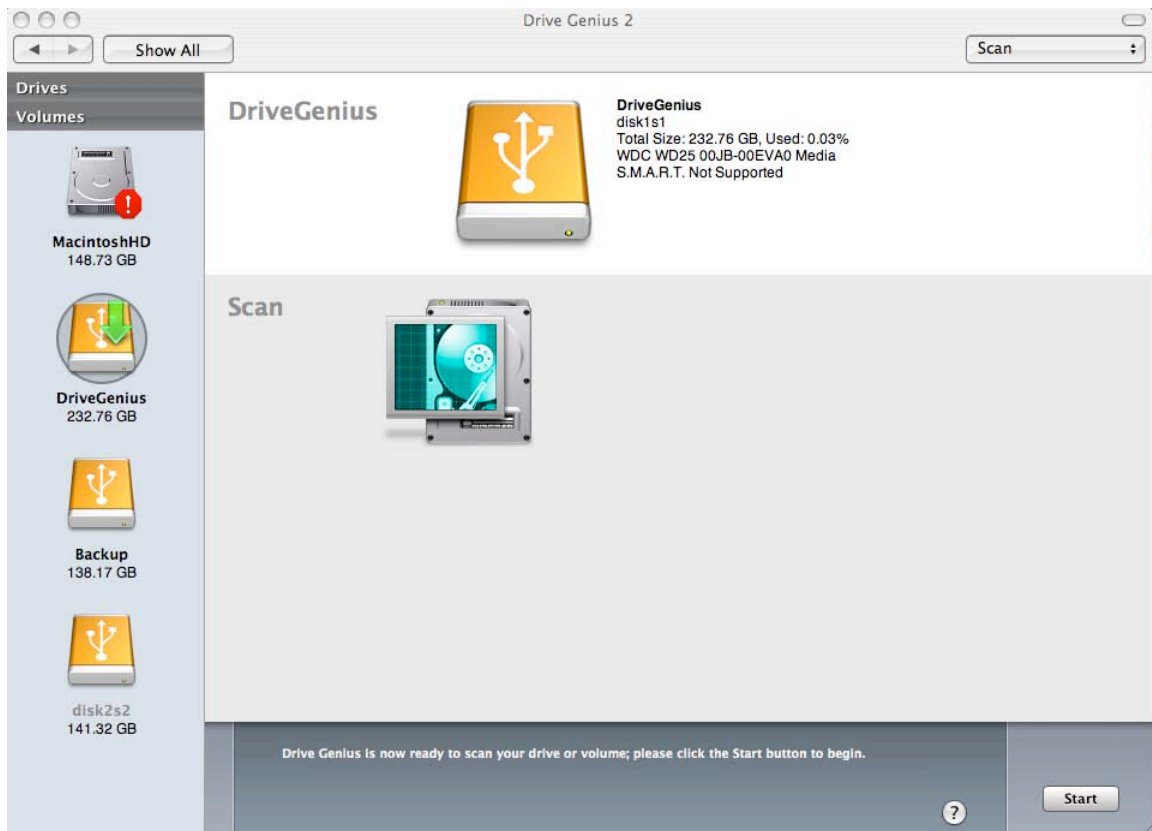 Drive Genius 2
Show All
Scan
Drives
Volumes
MacintoshHD
148.73 GB
DriveGenius
232.76 GB
Backup
138.17 GB
disk2s2
141.32 GB
DriveGenius
DriveGenius
disk1s1
Total Size: 232.76 GB, Used: 0.03%
WDC WD25 00JB-00EVA0 Media
S.M.A.R.T. Not Supported
Scan
Drive Genius is now ready to scan your drive or volume; please click the Start button to begin.
?
Start